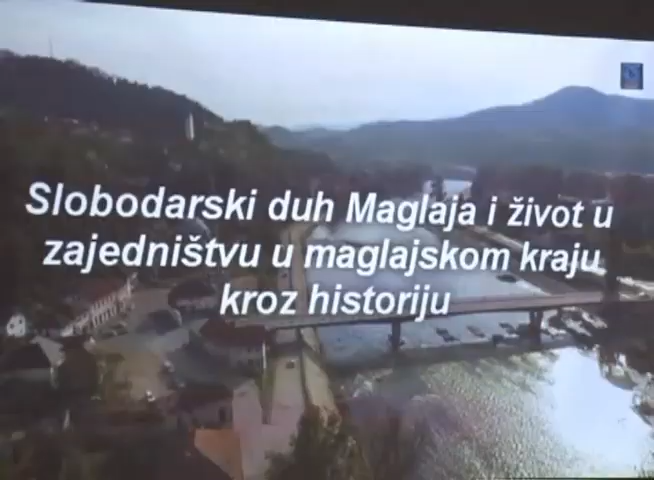 Slobodarski duh Maglaja i život u
zajedništvu u maglajskom kraju
kroz historiju